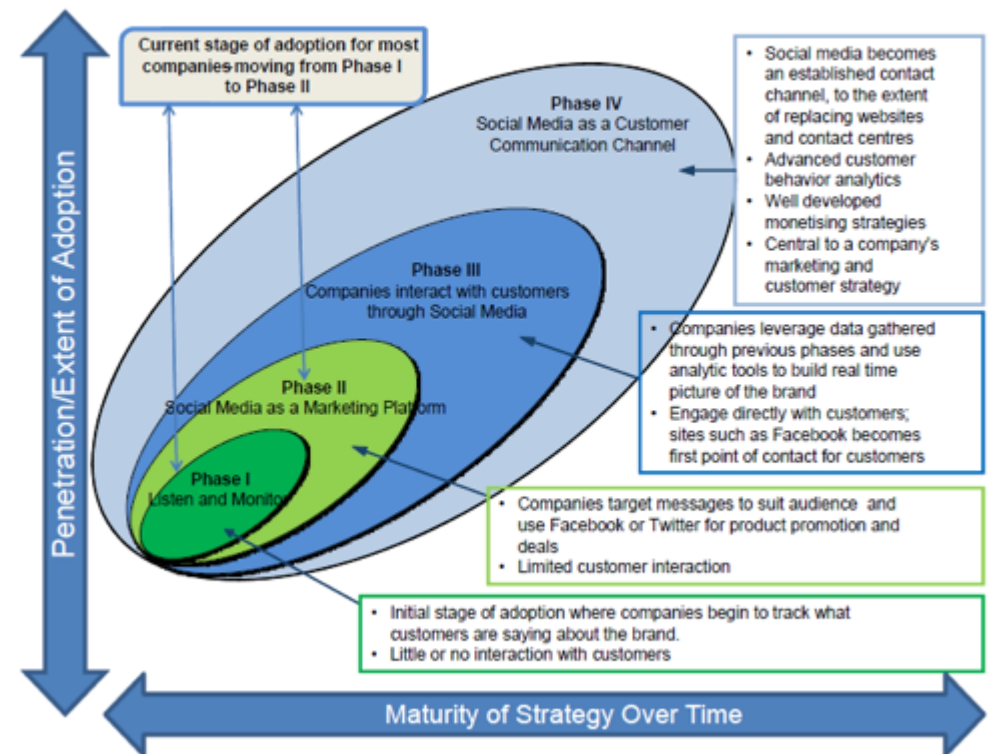 Current stage of adoption for most
companies moving from Phase I
to Phase II
Penetration/Extent of Adoption
Phase IV
Social Media as a Customer
Communication Channel
• Social media becomes
an established contact
channel, to the extent
of replacing websites
and contact centres
• Advanced customer
behavior analytics
• Well developed
monetising strategies
• Central to a company's
marketing and
customer strategy
Phase III
Companies interact with customers
through Social Media
• Companies leverage data gathered
through previous phases and use
analytic tools to build real time
picture of the brand
• Engage directly with customers;
sites such as Facebook becomes
first point of contact for customers
Phase II
Social Media as a Marketing Platform
• Companies target messages to suit audience and
use Facebook or Twitter for product promotion and
deals
• Limited customer interaction
Phase I
Listen and Monitor
• Initial stage of adoption where companies begin to track what
customers are saying about the brand.
• Little or no interaction with customers
Maturity of Strategy Over Time